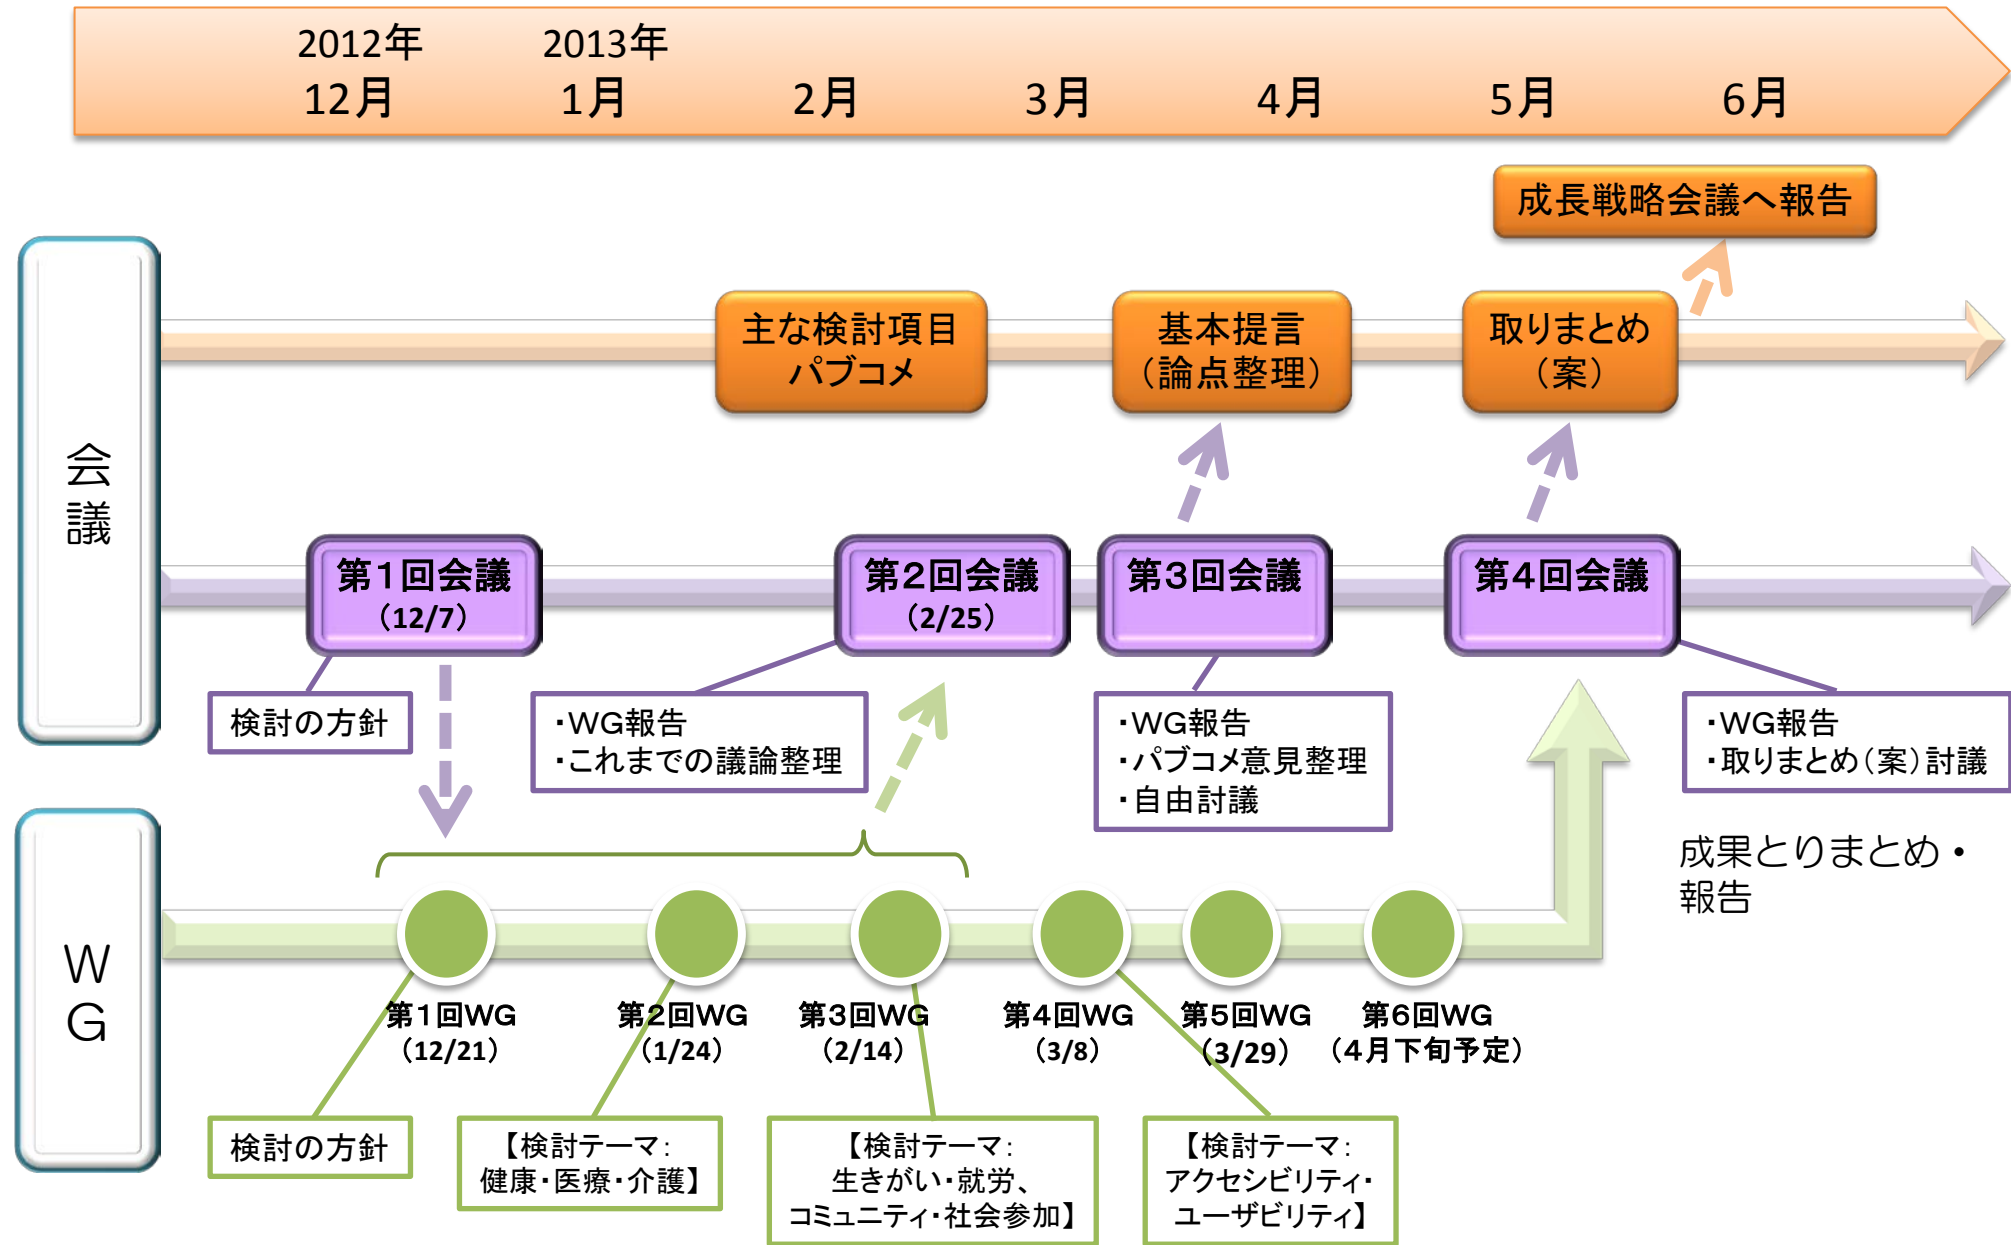 2012年
2013年
12月
1月
2月
3月
4月
5月
6月
成長戦略会議へ報告
会議
主な検討項目
パブコメ
基本提言
（論点整理）
取りまとめ
（案）
第１回会議
（12/7）
第２回会議
（2/25）
第３回会議
第４回会議
検討の方針
・WG報告
・これまでの議論整理
・WG報告
・パブコメ意見整理
・自由討議
・WG報告
・取りまとめ（案）討議
成果とりまとめ・
報告
WG
第１回WG
（12/21）
第２回WG
（1/24）
第３回WG
（2/14）
第４回WG
（3/8）
第５回WG
（3/29）
第６回WG
（４月下旬予定）
検討の方針
【検討テーマ：
健康・医療・介護】
【検討テーマ：
生きがい・就労、
コミュニティ・社会参加】
【検討テーマ：
アクセシビリティ・
ユーザビリティ】